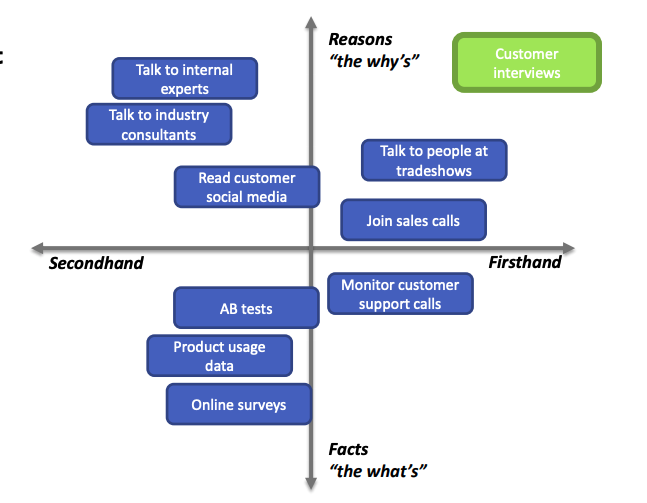 Reasons
"the why's"
Customer
interviews
Talk to internal
experts
Talk to industry
consultants
Talk to people at
tradeshows
Read customer
social media
Join sales calls
Secondhand
Firsthand
Monitor customer
support calls
AB tests
Product usage
data
Online surveys
Facts
"the what's"